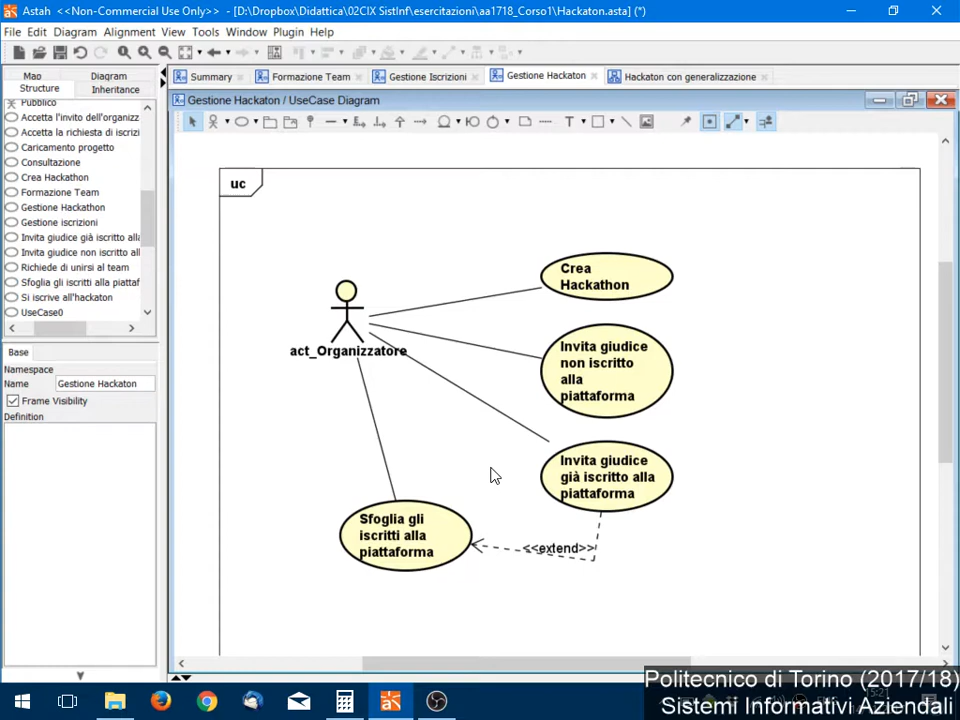 Astah <<Non-Commercial Use Only>> - [D:\Dropbox\Didattica\02CIX SistInf\esercitazioni\aa1718_Corso1\Hackaton.asta] (*)
File Edit Diagram Alignment View Tools Window Plugin Help
Map Diagram
Structure Inheritance
Summary Formazione Team Gestione Iscrizioni Gestione Hackaton Hackaton con generalizzazione
Gestione Hackaton / UseCase Diagram
Pubblico
Accetta l'invito dell'organizz
Accetta la richiesta di iscrizi
Caricamento progetto
Consultazione
Crea Hackathon
Formazione Team
Gestione Hackathon
Gestione iscrizioni
Invita giudice già iscritto alla
Invita giudice non iscritto all
Richiede di unirsi al team
Sfoglia gli iscritti alla piattaf
Si iscrive all'hackaton
UseCase0
Base
Namespace
Name Gestione Hackaton
Frame Visibility
Definition
uc
act_Organizzatore
Crea
Hackathon
Invita giudice
non iscritto
alla
piattaforma
Invita giudice
già iscritto alla
piattaforma
Sfoglia gli
iscritti alla
piattaforma
<<extend>>
Politecnico di Torino (2017/18)
Sistemi Informativi Aziendali